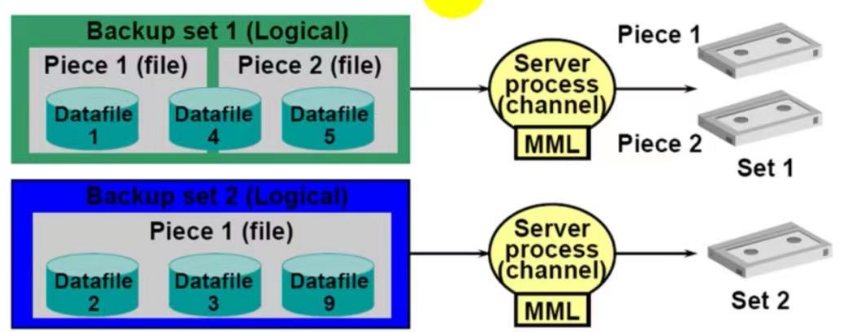 Backup set 1 (Logical)
Piece 1 (file)
Piece 2 (file)
Datafile
1
Datafile
4
Datafile
5
Server
process
(channel)
MML
Piece 1
Piece 2
Set 1
Backup set 2 (Logical)
Piece 1 (file)
Datafile
2
Datafile
3
Datafile
9
Server
process
(channel)
MML
Set 2